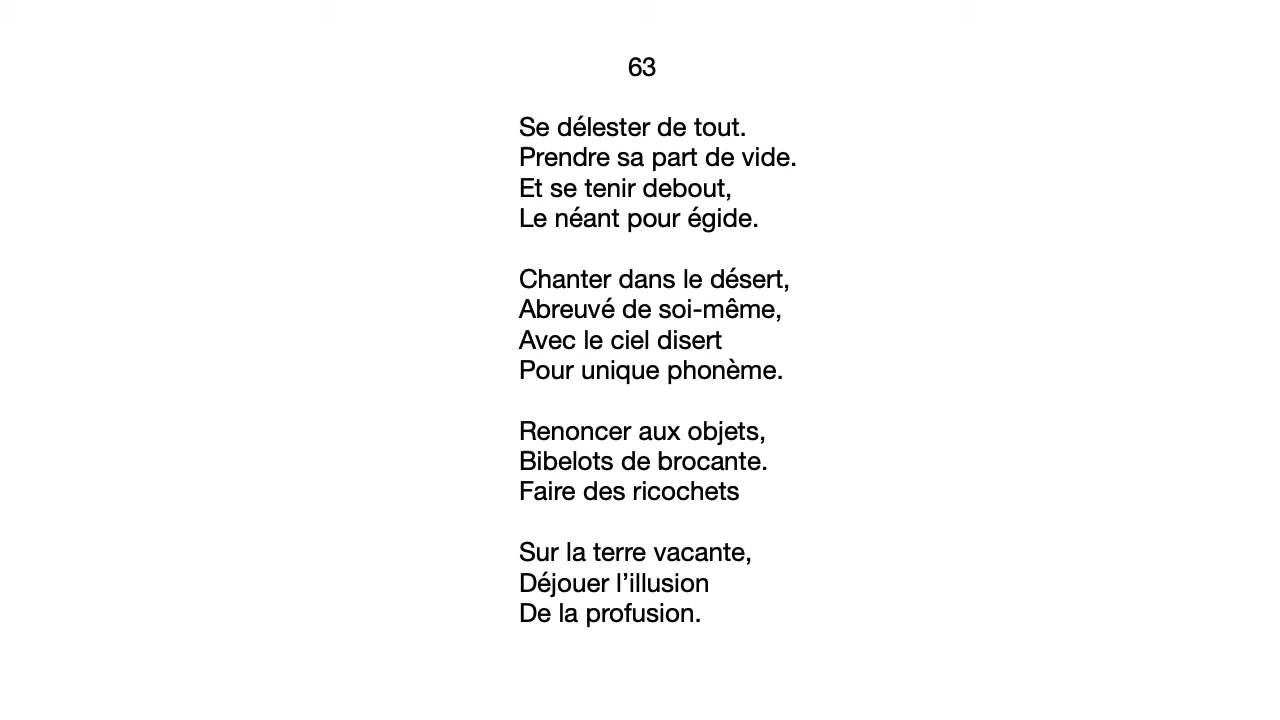 63
Se délester de tout.
Prendre sa part de vide.
Et se tenir debout,
Le néant pour égide.
Chanter dans le désert,
Abreuvé de soi-même,
Avec le ciel disert
Pour unique phonème.
Renoncer aux objets,
Bibelots de brocante.
Faire des ricochets
Sur la terre vacante,
Déjouer l’illusion
De la profusion.